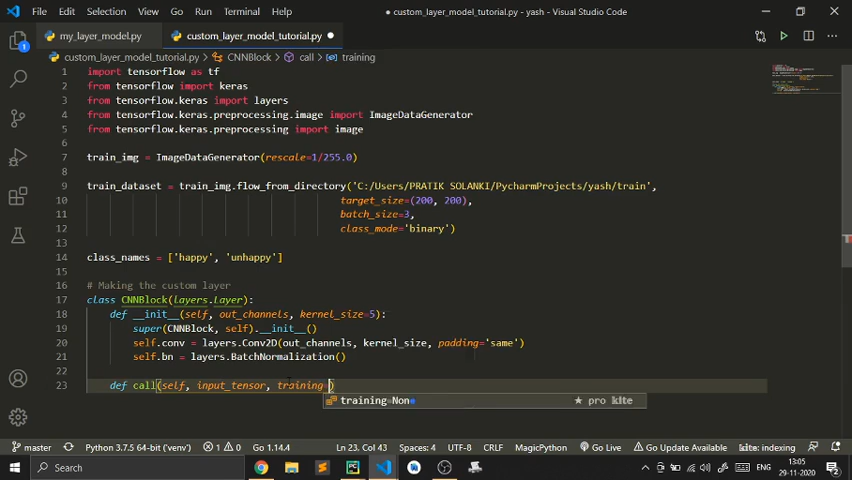 File Edit Selection View Go Run Terminal Help
custom_layer_model_tutorial.py - yash - Visual Studio Code
my_layer_model.py
custom_layer_model_tutorial.py
custom_layer_model_tutorial.py > CNNBlock > call > training
1 import tensorflow as tf
2 from tensorflow import keras
3 from tensorflow.keras import layers
4 from tensorflow.keras.preprocessing.image import ImageDataGenerator
5 from tensorflow.keras.preprocessing import image
6
7 train_img = ImageDataGenerator(rescale=1/255.0)
8
9 train_dataset = train_img.flow_from_directory('C:/Users/PRATIK SOLANKI/PycharmProjects/yash/train',
10 target_size=(200, 200),
11 batch_size=3,
12 class_mode='binary')
13
14 class_names = ['happy', 'unhappy']
15
16 # Making the custom layer
17 class CNNBlock(layers.Layer):
18 def __init__(self, out_channels, kernel_size=5):
19 super(CNNBlock, self).__init__()
20 self.conv = layers.Conv2D(out_channels, kernel_size, padding='same')
21 self.bn = layers.BatchNormalization()
22
23 def call(self, input_tensor, training=)
training=None ★ pro kite
master Python 3.7.5 64-bit ('venv') 0 1 Ln 23, Col 43 Spaces: 4 UTF-8 CRLF Python MagicPython Go Live Go Update Available kite: indexing
Search
ENG
13:05
29-11-2020
2